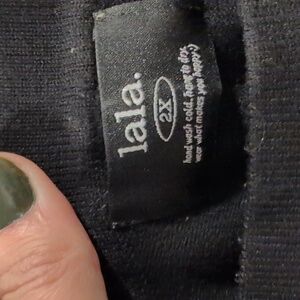 lala.
2X
hand wash cold. hang to dry.
wear what makes you happy:)